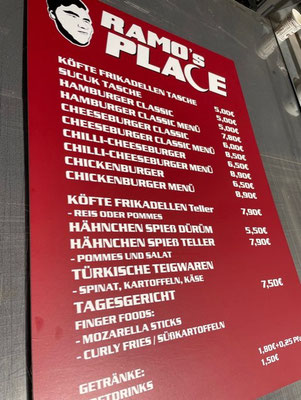 RAMO's
PLACE
KÖFTE FRIKADELLEN TASCHE 5,00€
SUCUK TASCHE 5,00€
HAMBURGER CLASSIC 5,00€
HAMBURGER CLASSIC MENÜ 7,80€
CHEESEBURGER CLASSIC 6,00€
CHEESEBURGER CLASSIC MENÜ 8,50€
CHILLI-CHEESEBURGER 6,50€
CHILLI-CHEESEBURGER MENÜ 8,90€
CHICKENBURGER 6,50€
CHICKENBURGER MENÜ 8,90€
KÖFTE FRIKADELLEN Teller 7,90€
- REIS ODER POMMES
HÄHNCHEN SPIEß DÜRÜM 5,50€
HÄHNCHEN SPIEß TELLER 7,90€
- POMMES UND SALAT
TÜRKISCHE TEIGWAREN
- SPINAT, KARTOFFELN, KÄSE 7,50€
TAGESGERICHT
FINGER FOODS:
- MOZARELLA STICKS
- CURLY FRIES / SÜßKARTOFFELN
GETRÄNKE: 1,80€+0,25
1,50€